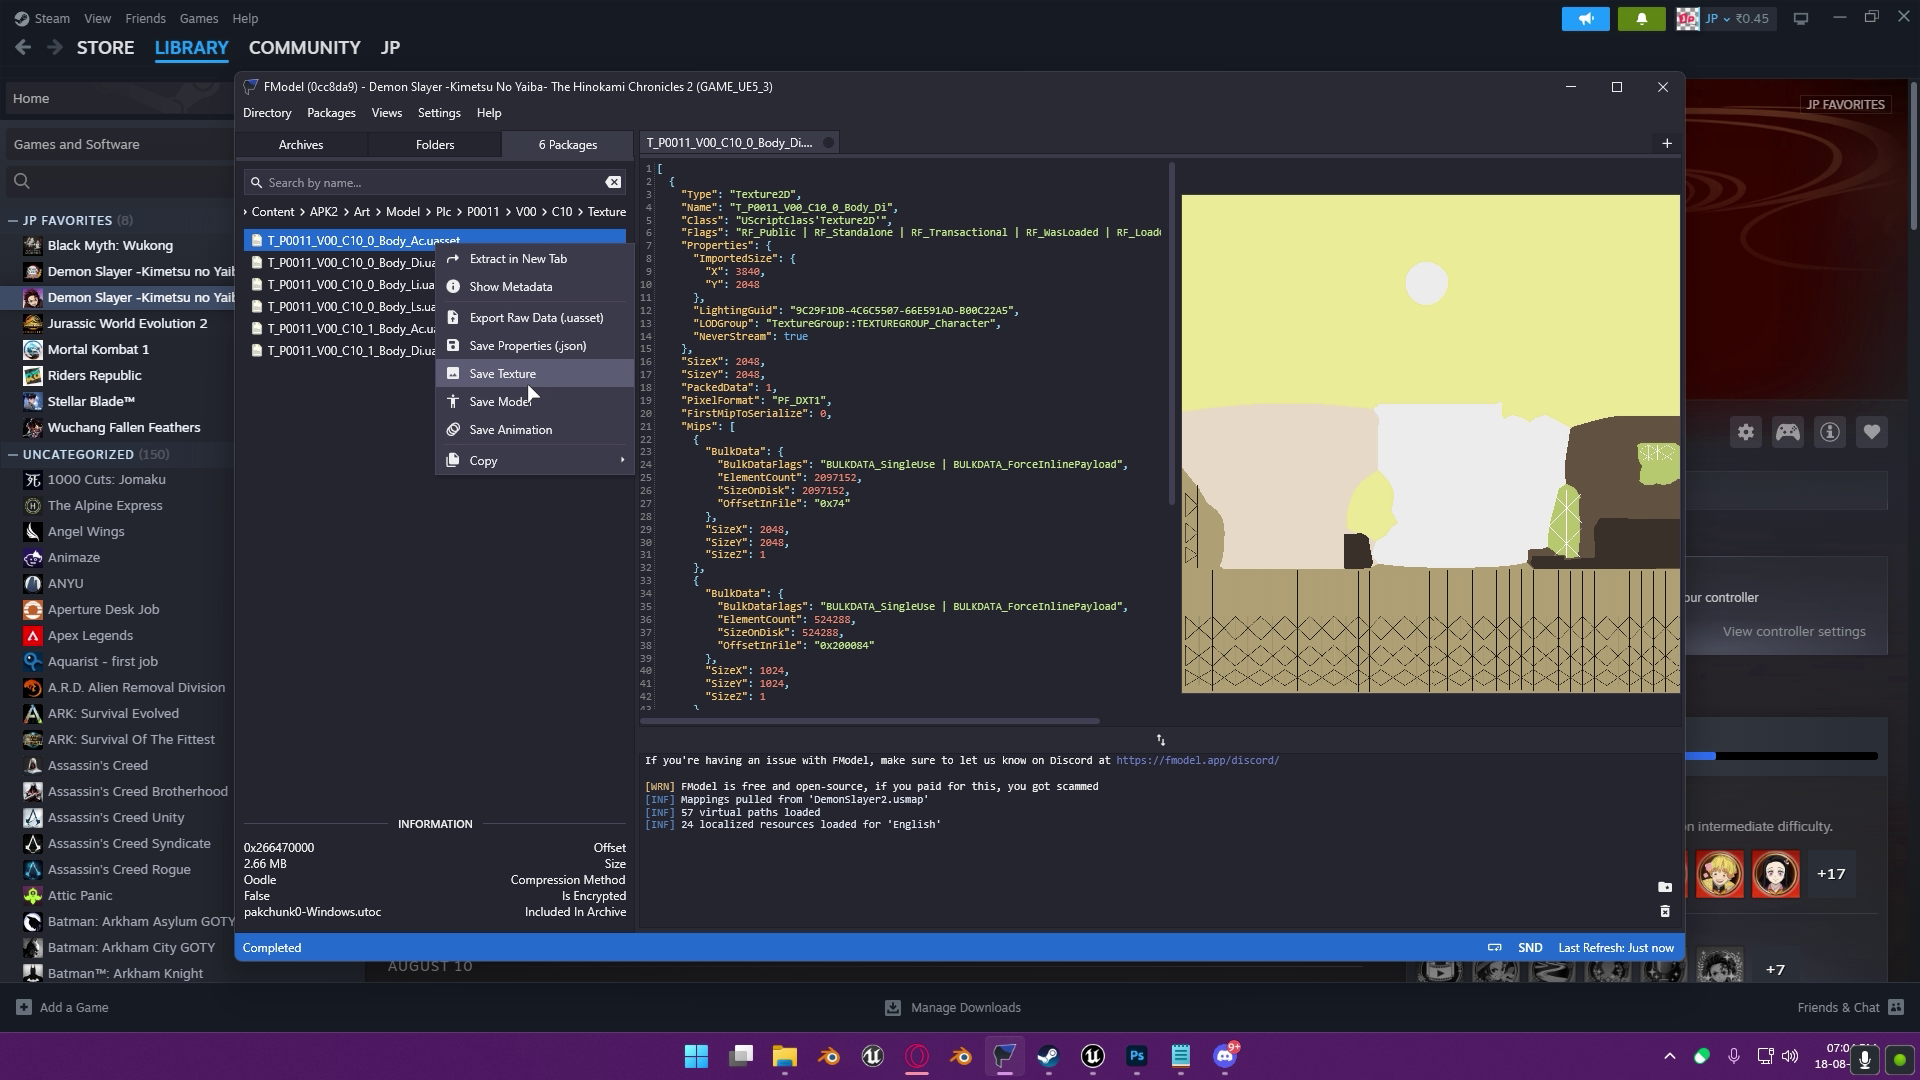 Steam View Friends Games Help
JP ₹0.45
STORE LIBRARY COMMUNITY JP
Home
Games and Software
JP FAVORITES (8)
Black Myth: Wukong
Demon Slayer -Kimetsu no Yaib
Demon Slayer -Kimetsu no Yaib
Jurassic World Evolution 2
Mortal Kombat 1
Riders Republic
Stellar Blade™
Wuchang Fallen Feathers
UNCATEGORIZED (150)
1000 Cuts: Jomaku
The Alpine Express
Angel Wings
Animaze
ANYU
Aperture Desk Job
Apex Legends
Aquarist - first job
A.R.D. Alien Removal Division
ARK: Survival Evolved
ARK: Survival Of The Fittest
Assassin's Creed
Assassin's Creed Brotherhood
Assassin's Creed Unity
Assassin's Creed Syndicate
Assassin's Creed Rogue
Attic Panic
Batman: Arkham Asylum GOTY
Batman: Arkham City GOTY
Batman™: Arkham Knight
FModel (0cc8da9) - Demon Slayer -Kimetsu No Yaiba- The Hinokami Chronicles 2 (GAME_UE5_3)
Directory Packages Views Settings Help
Archives Folders 6 Packages
Search by name...
Content > APK2 > Art > Model > Plc > P0011 > V00 > C10 > Texture
T_P0011_V00_C10_0_Body_Ac.uasset
T_P0011_V00_C10_0_Body_Di.ua
T_P0011_V00_C10_0_Body_Li.ua
T_P0011_V00_C10_0_Body_Ls.ua
T_P0011_V00_C10_1_Body_Ac.ua
T_P0011_V00_C10_1_Body_Di.ua
Extract in New Tab
Show Metadata
Export Raw Data (.uasset)
Save Properties (.json)
Save Texture
Save Model
Save Animation
Copy
INFORMATION
0x266470000 Offset
2.66 MB Size
Oodle Compression Method
False Is Encrypted
pakchunk0-Windows.utoc Included In Archive
T_P0011_V00_C10_0_Body_Di....
1 [
2 {
3 "Type": "Texture2D",
4 "Name": "T_P0011_V00_C10_0_Body_Di",
5 "Class": "UScriptClass'Texture2D'",
6 "Flags": "RF_Public | RF_Standalone | RF_Transactional | RF_WasLoaded | RF_Load
7 "Properties": {
8 "ImportedSize": {
9 "X": 3840,
10 "Y": 2048
11 },
12 "LightingGuid": "9C29F1DB-4C6C5507-66E591AD-B00C22A5",
13 "LODGroup": "TextureGroup::TEXTUREGROUP_Character",
14 "NeverStream": true
15 },
16 "SizeX": 2048,
17 "SizeY": 2048,
18 "PackedData": 1,
19 "PixelFormat": "PF_DXT1",
20 "FirstMipToSerialize": 0,
21 "Mips": [
22 {
23 "BulkData": {
24 "BulkDataFlags": "BULKDATA_SingleUse | BULKDATA_ForceInlinePayload",
25 "ElementCount": 2097152,
26 "SizeOnDisk": 2097152,
27 "OffsetInFile": "0x74"
28 },
29 "SizeX": 2048,
30 "SizeY": 2048,
31 "SizeZ": 1
32 },
33 {
34 "BulkData": {
35 "BulkDataFlags": "BULKDATA_SingleUse | BULKDATA_ForceInlinePayload",
36 "ElementCount": 524288,
37 "SizeOnDisk": 524288,
38 "OffsetInFile": "0x200084"
39 },
40 "SizeX": 1024,
41 "SizeY": 1024,
42 "SizeZ": 1
43 }
If you're having an issue with FModel, make sure to let us know on Discord at https://fmodel.app/discord/
[WRN] FModel is free and open-source, if you paid for this, you got scammed
[INF] Mappings pulled from 'DemonSlayer2.usmap'
[INF] 57 virtual paths loaded
[INF] 24 localized resources loaded for 'English'
Completed SND Last Refresh: Just now
JP FAVORITES
our controller
View controller settings
n intermediate difficulty.
+17
+7
AUGUST 10
Add a Game Manage Downloads Friends & Chat
Ps
9+
07:0
18-08-